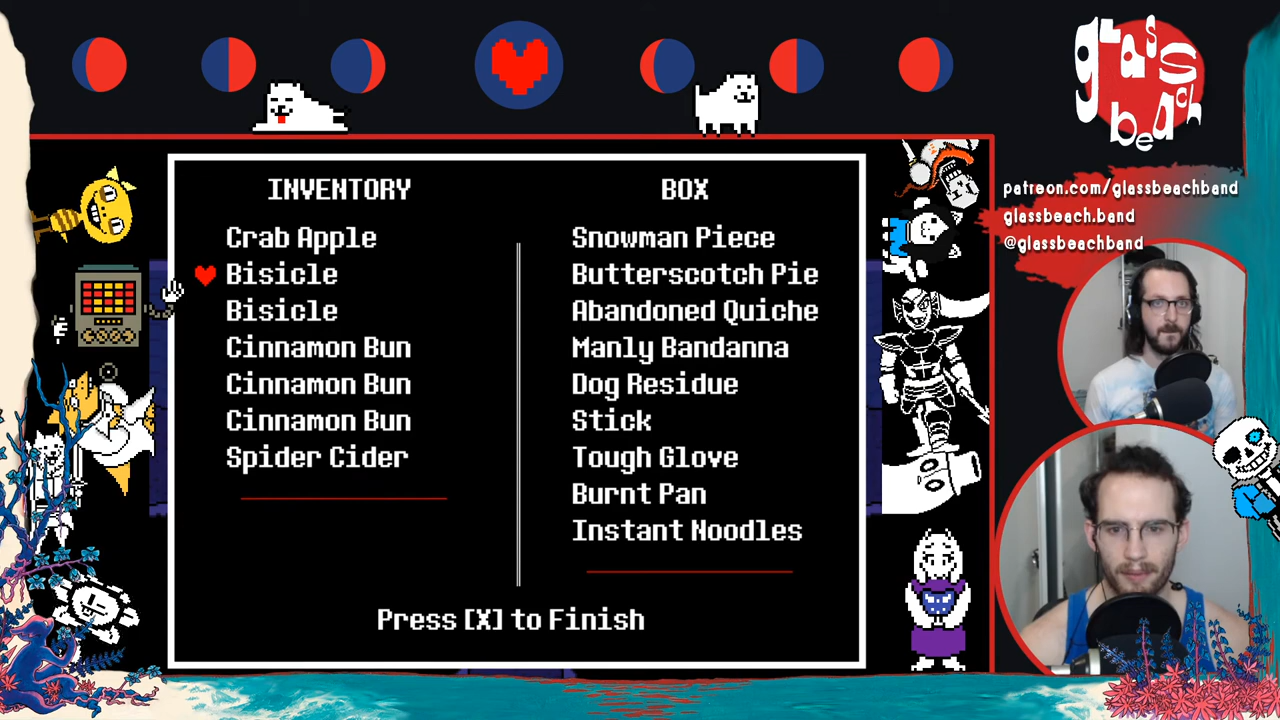 glass
beach
patreon.com/glassbeachband
glassbeach.band
@glassbeachband
INVENTORY
Crab Apple
Bisicle
Bisicle
Cinnamon Bun
Cinnamon Bun
Cinnamon Bun
Spider Cider
BOX
Snowman Piece
Butterscotch Pie
Abandoned Quiche
Manly Bandanna
Dog Residue
Stick
Tough Glove
Burnt Pan
Instant Noodles
Press [X] to Finish